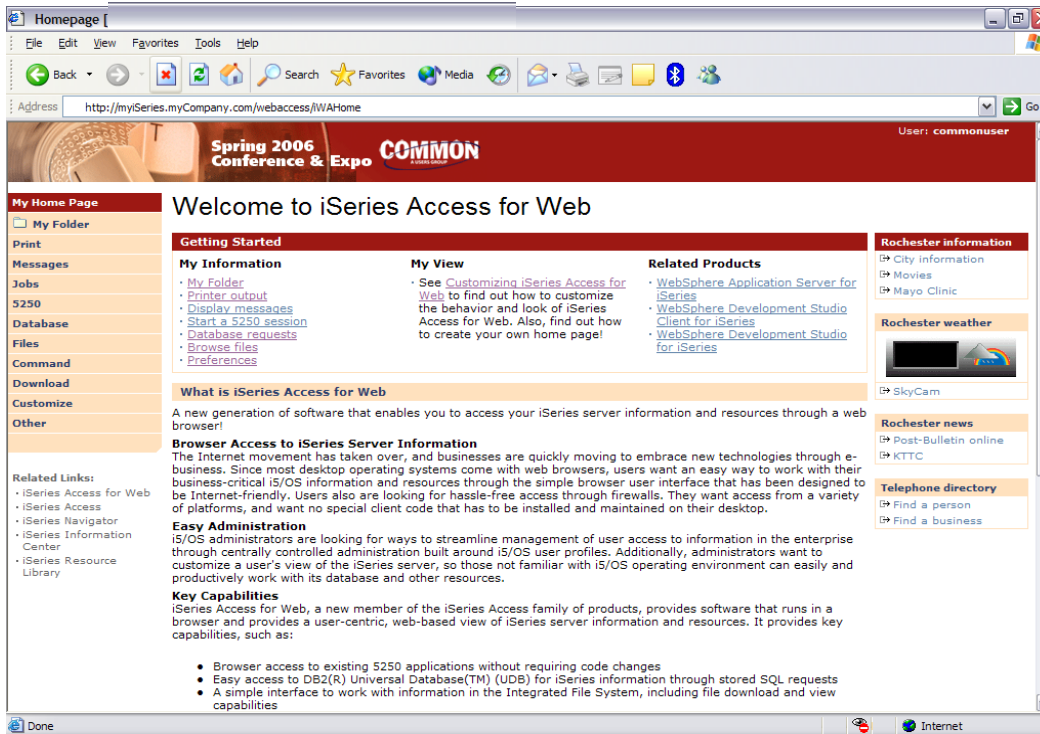 Homepage [
File Edit View Favorites Tools Help
Back Search Favorites Media
Address http://myiSeries.myCompany.com/webaccess/iWAHome Go
T
Spring 2006
Conference & Expo
COMMON
A USERS GROUP
User: commonuser
My Home Page
My Folder
Print
Messages
Jobs
5250
Database
Files
Command
Download
Customize
Other
Related Links:
· iSeries Access for Web
· iSeries Access
· iSeries Navigator
· iSeries Information
Center
· iSeries Resource
Library
Welcome to iSeries Access for Web
Getting Started
My Information
· My Folder
· Printer output
· Display messages
· Start a 5250 session
· Database requests
· Browse files
· Preferences
My View
· See Customizing iSeries Access for
Web to find out how to customize
the behavior and look of iSeries
Access for Web. Also, find out how
to create your own home page!
Related Products
· WebSphere Application Server for
iSeries
· WebSphere Development Studio
Client for iSeries
· WebSphere Development Studio
for iSeries
What is iSeries Access for Web
A new generation of software that enables you to access your iSeries server information and resources through a web
browser!
Browser Access to iSeries Server Information
The Internet movement has taken over, and businesses are quickly moving to embrace new technologies through e-
business. Since most desktop operating systems come with web browsers, users want an easy way to work with their
business-critical i5/OS information and resources through the simple browser user interface that has been designed to
be Internet-friendly. Users also are looking for hassle-free access through firewalls. They want access from a variety
of platforms, and want no special client code that has to be installed and maintained on their desktop.
Easy Administration
i5/OS administrators are looking for ways to streamline management of user access to information in the enterprise
through centrally controlled administration built around i5/OS user profiles. Additionally, administrators want to
customize a user's view of the iSeries server, so those not familiar with i5/OS operating environment can easily and
productively work with its database and other resources.
Key Capabilities
iSeries Access for Web, a new member of the iSeries Access family of products, provides software that runs in a
browser and provides a user-centric, web-based view of iSeries server information and resources. It provides key
capabilities, such as:
● Browser access to existing 5250 applications without requiring code changes
● Easy access to DB2(R) Universal Database(TM) (UDB) for iSeries information through stored SQL requests
● A simple interface to work with information in the Integrated File System, including file download and view
capabilities
Rochester information
City information
Movies
Mayo Clinic
Rochester weather
SkyCam
Rochester news
Post-Bulletin online
KTTC
Telephone directory
Find a person
Find a business
Done
Internet